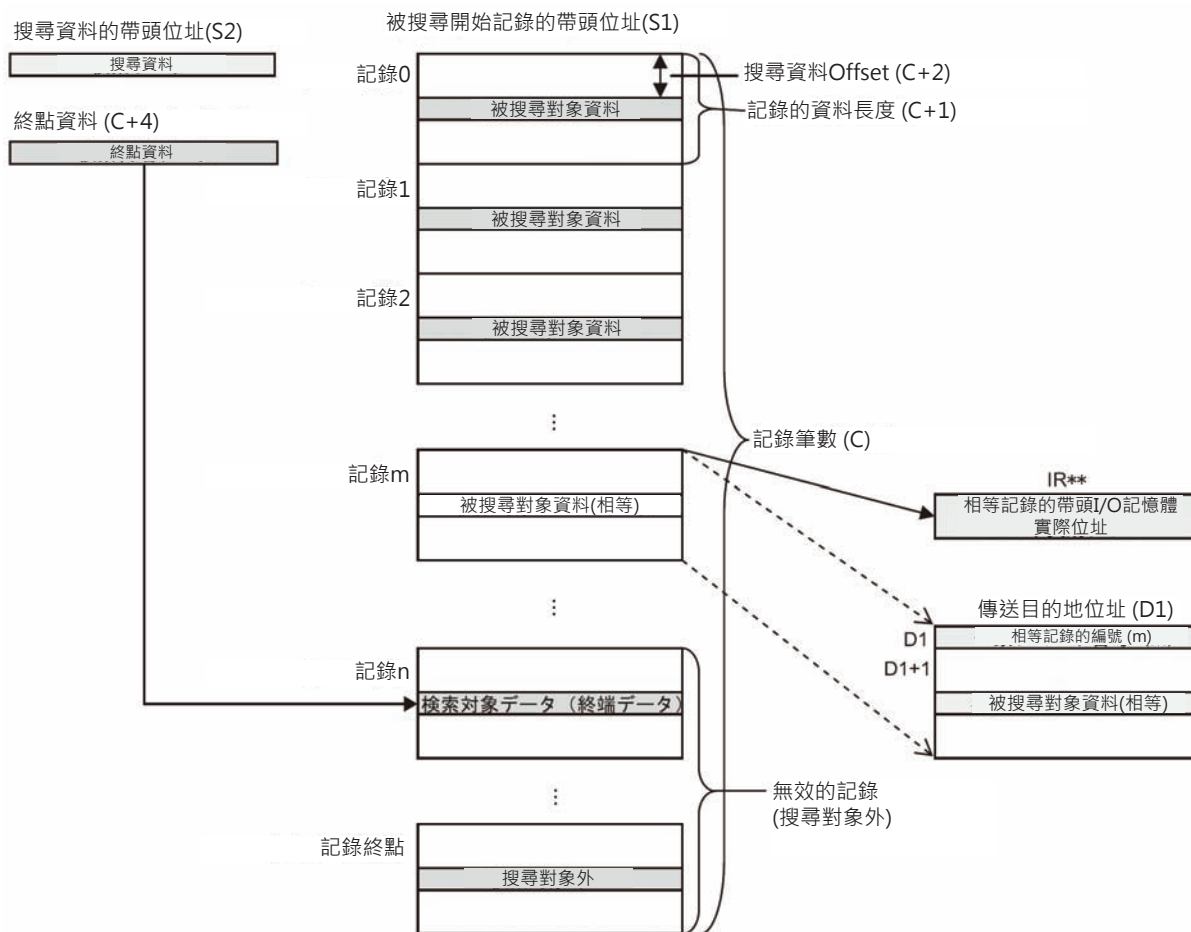 搜尋資料的帶頭位址(S2)
搜尋資料
終點資料 (C+4)
終點資料
被搜尋開始記錄的帶頭位址(S1)
記錄0
被搜尋對象資料
搜尋資料Offset (C+2)
記錄的資料長度 (C+1)
記錄1
被搜尋對象資料
記錄2
被搜尋對象資料
⋮
記錄筆數 (C)
記錄m
被搜尋對象資料(相等)
IR**
相等記錄的帶頭I/O記憶體
實際位址
⋮
傳送目的地位址 (D1)
D1
相等記錄的編號 (m)
D1+1
被搜尋對象資料(相等)
記錄n
検索対象データ（終端データ）
⋮
無效的記錄
(搜尋對象外)
記錄終點
搜尋對象外